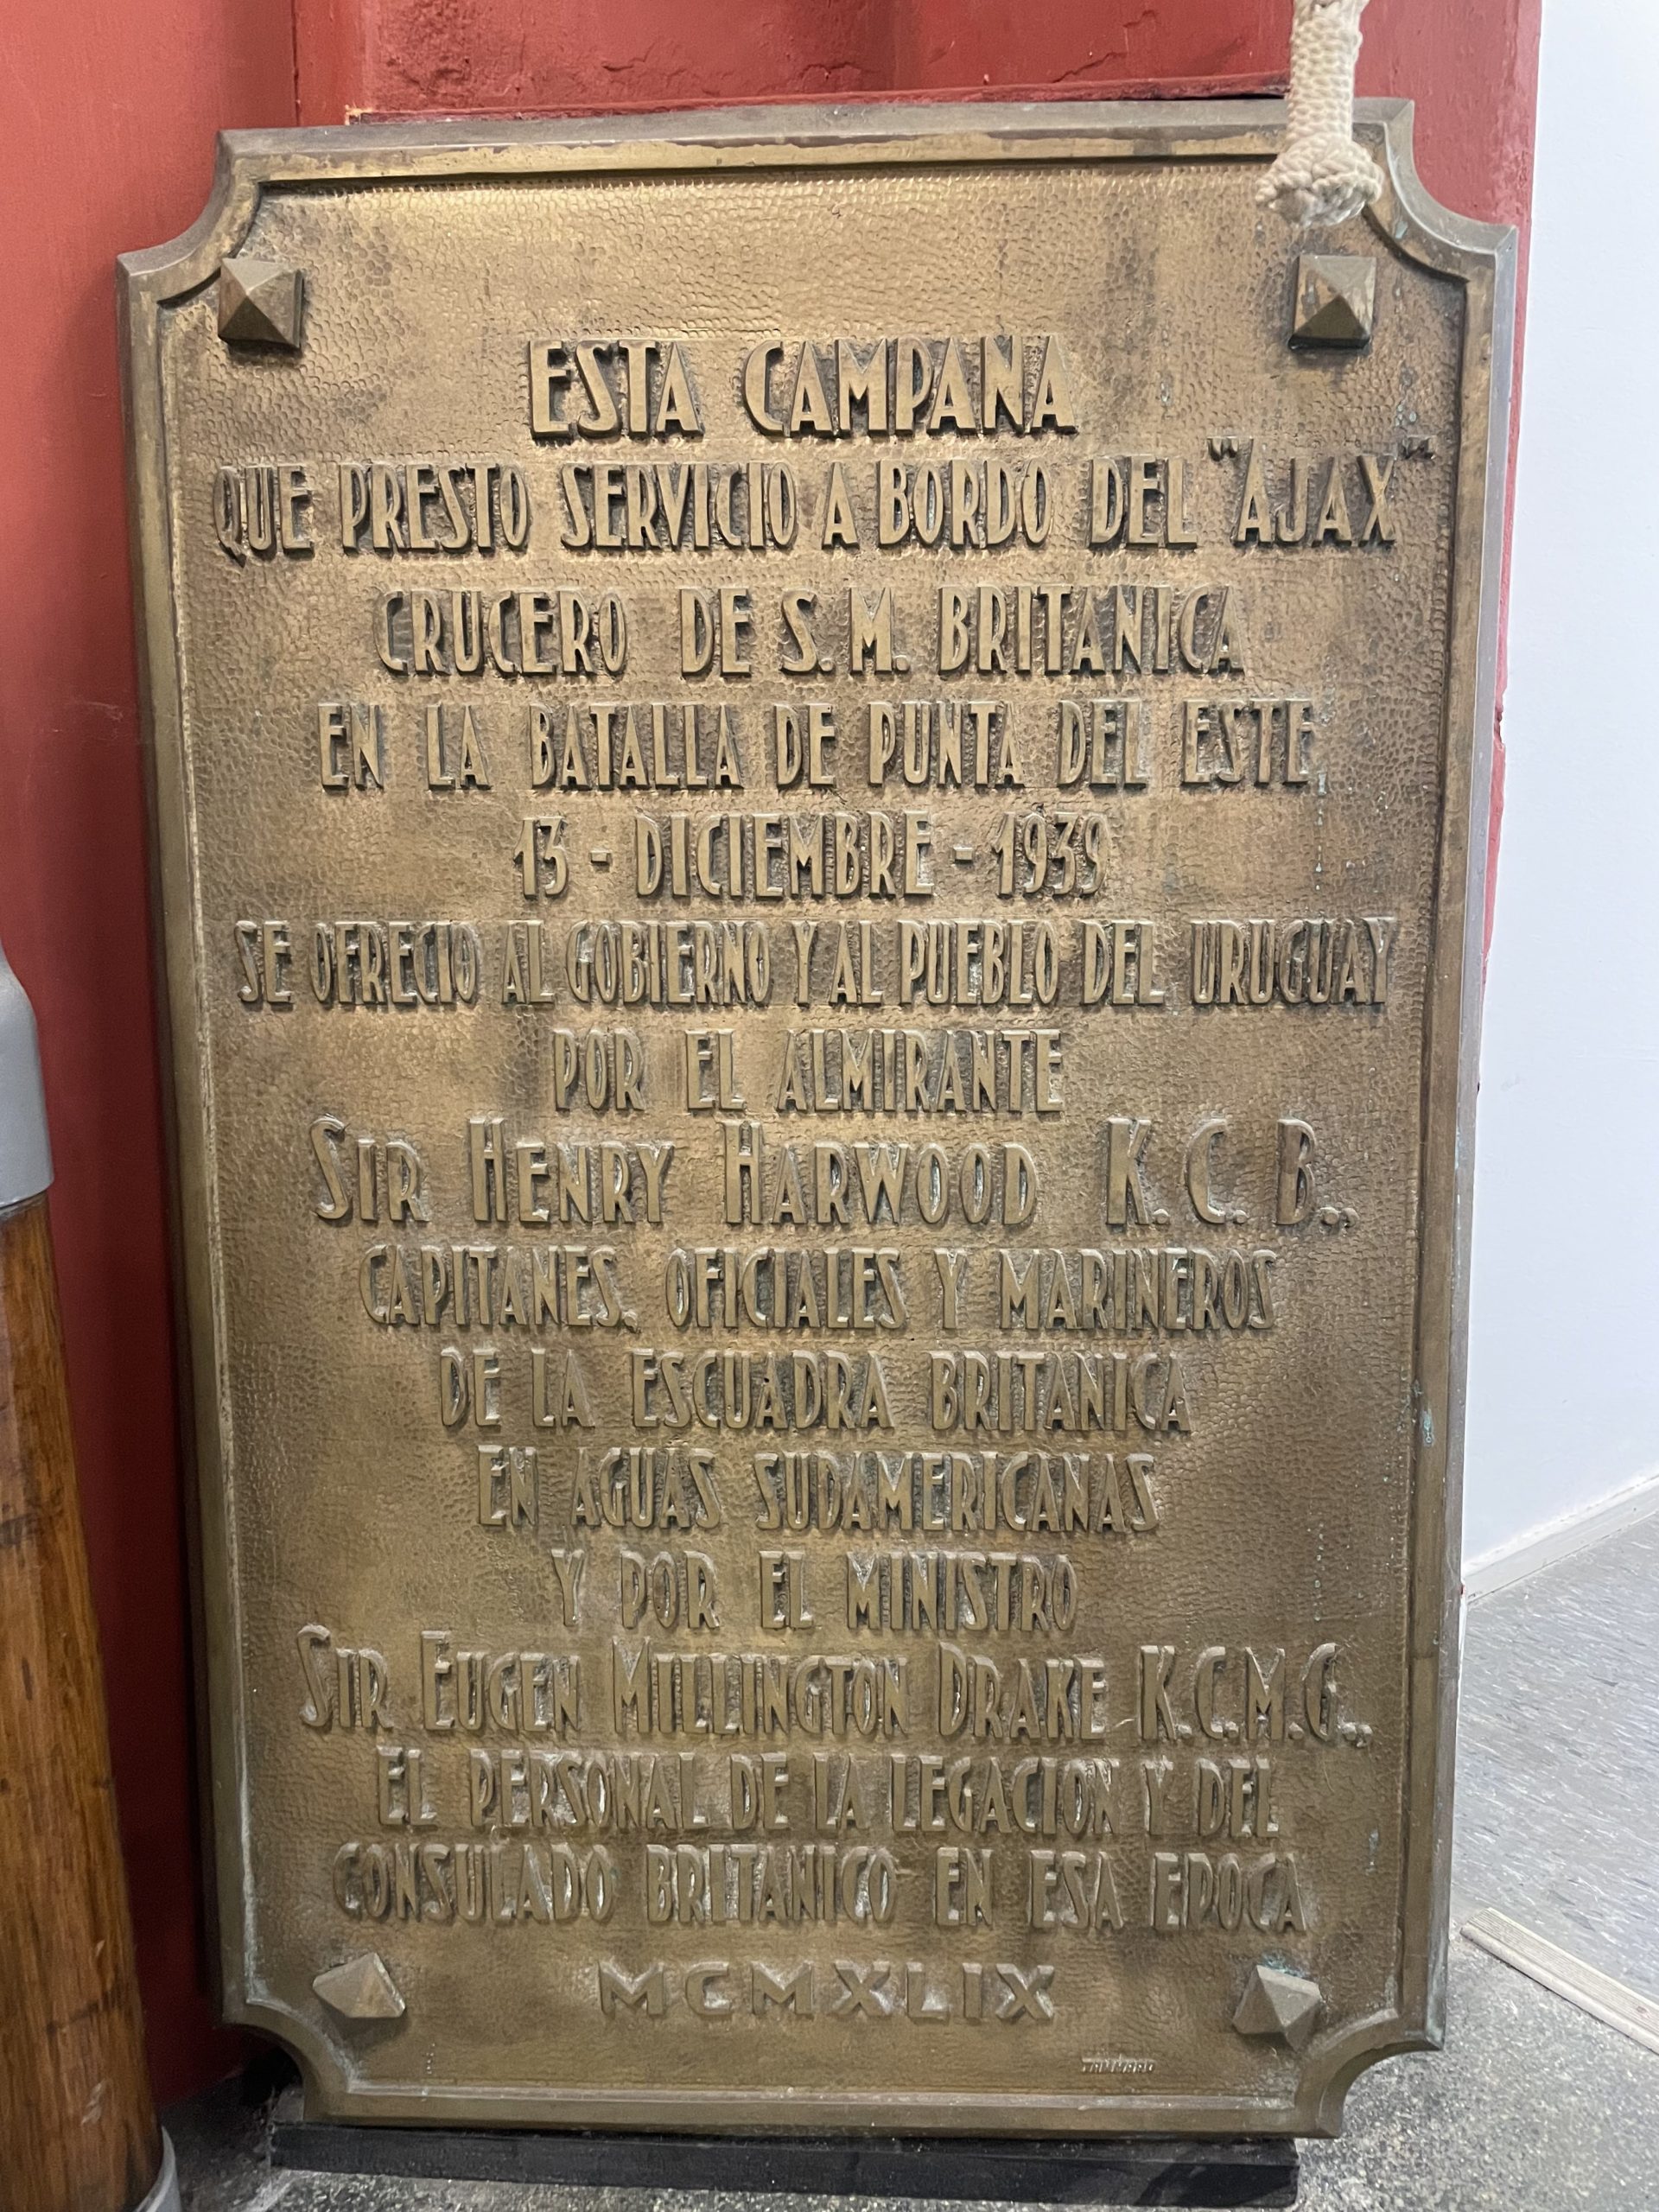 ESTA CAMPANA
QUE PRESTO SERVICIO A BORDO DEL "AJAX"
CRUCERO DE S. M. BRITANICA
EN LA BATALLA DE PUNTA DEL ESTE
13 - DICIEMBRE - 1939
SE OFRECIO AL GOBIERNO Y AL PUEBLO DEL URUGUAY
POR EL ALMIRANTE
SIR HENRY HARWOOD K. C. B.,
CAPITANES, OFICIALES Y MARINEROS
DE LA ESCUADRA BRITANICA
EN AGUAS SUDAMERICANAS
Y POR EL MINISTRO
SIR EUGEN MILLINGTON DRAKE K.C.M.G.,
EL PERSONAL DE LA LEGACION Y DEL
CONSULADO BRITANICO EN ESA EPOCA
MCMXLIX